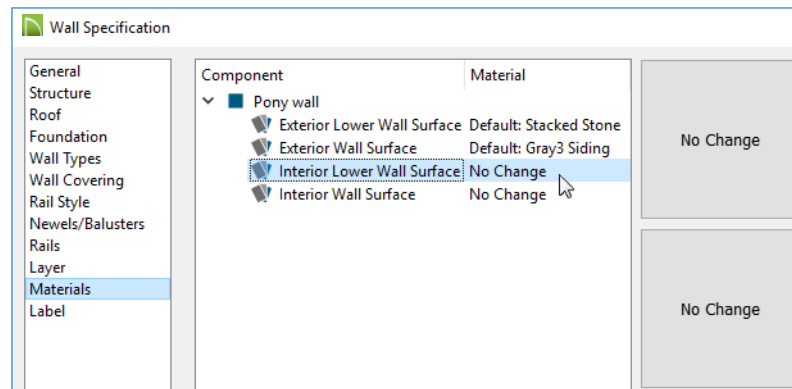 Wall Specification
General
Structure
Roof
Foundation
Wall Types
Wall Covering
Rail Style
Newels/Balusters
Rails
Layer
Materials
Label
Component Material
Pony wall
Exterior Lower Wall Surface Default: Stacked Stone
Exterior Wall Surface Default: Gray3 Siding
Interior Lower Wall Surface No Change
Interior Wall Surface No Change
No Change
No Change